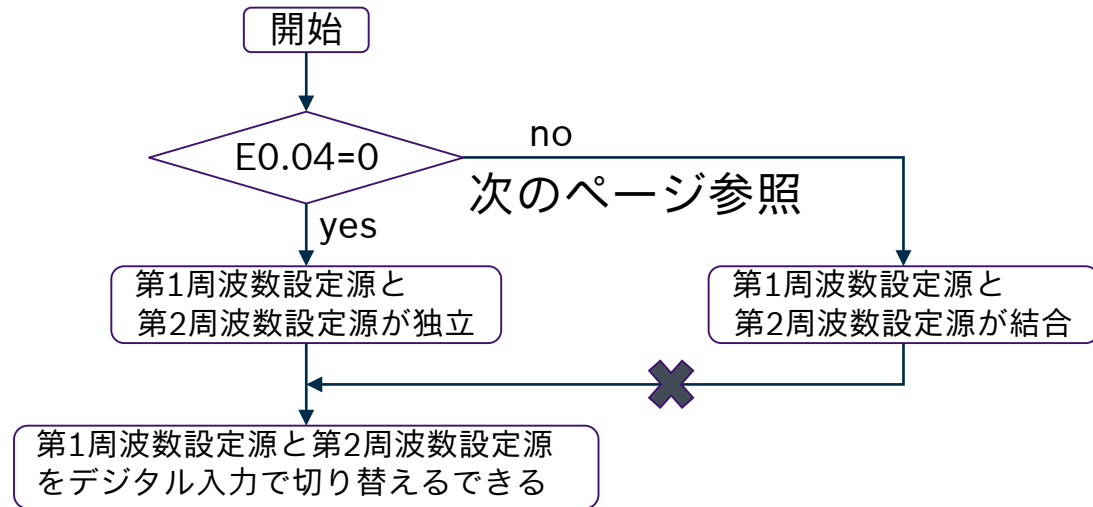 開始
E0.04=0
no
次のページ参照
yes
第1周波数設定源と
第2周波数設定源が独立
第1周波数設定源と
第2周波数設定源が結合
第1周波数設定源と第2周波数設定源
をデジタル入力で切り替えるできる